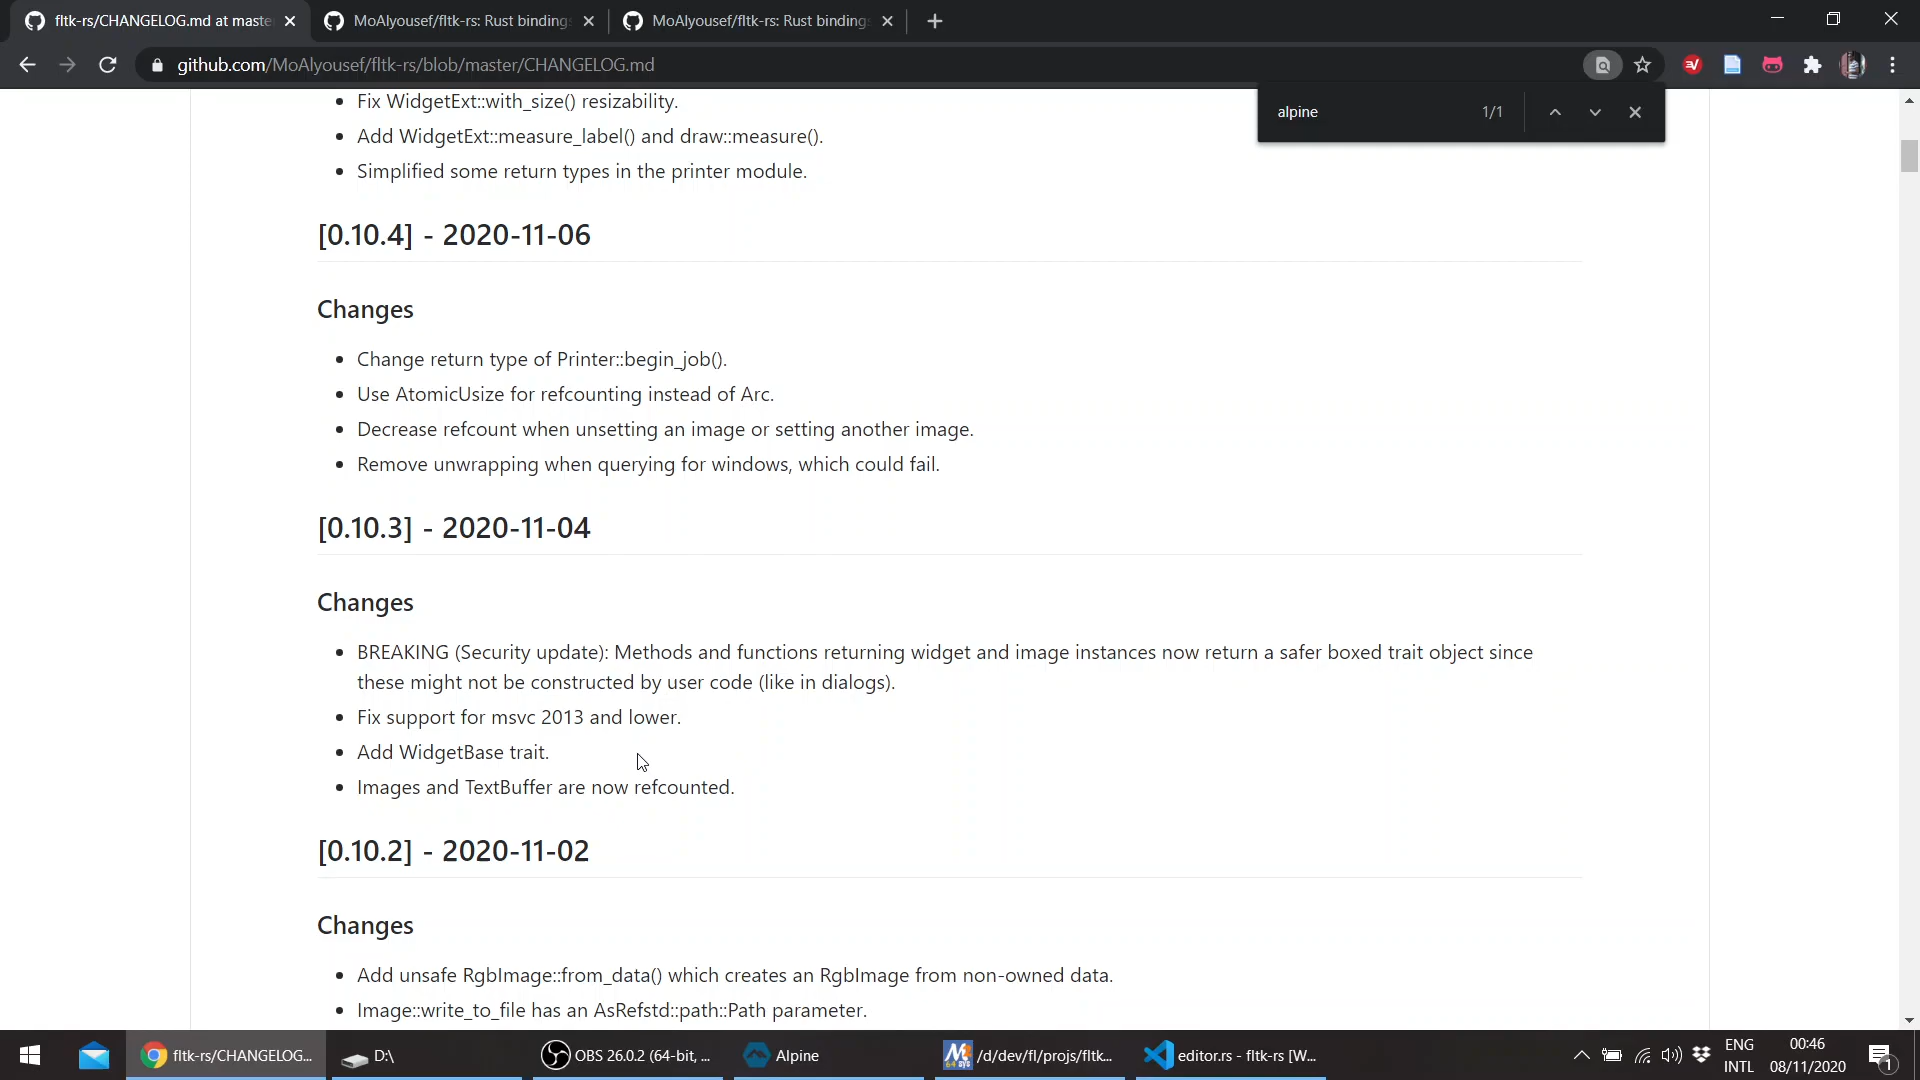 fltk-rs/CHANGELOG.md at maste
MoAlyousef/fltk-rs: Rust binding
MoAlyousef/fltk-rs: Rust binding
github.com/MoAlyousef/fltk-rs/blob/master/CHANGELOG.md
alpine 1/1
Fix WidgetExt::with_size() resizability.
Add WidgetExt::measure_label() and draw::measure().
Simplified some return types in the printer module.
[0.10.4] - 2020-11-06
Changes
Change return type of Printer::begin_job().
Use AtomicUsize for refcounting instead of Arc.
Decrease refcount when unsetting an image or setting another image.
Remove unwrapping when querying for windows, which could fail.
[0.10.3] - 2020-11-04
Changes
BREAKING (Security update): Methods and functions returning widget and image instances now return a safer boxed trait object since
these might not be constructed by user code (like in dialogs).
Fix support for msvc 2013 and lower.
Add WidgetBase trait.
Images and TextBuffer are now refcounted.
[0.10.2] - 2020-11-02
Changes
Add unsafe RgbImage::from_data() which creates an RgbImage from non-owned data.
Image::write_to_file has an AsRefstd::path::Path parameter.
fltk-rs/CHANGELOG...
D:\
OBS 26.0.2 (64-bit, ...
Alpine
/d/dev/fl/projs/fltk...
editor.rs - fltk-rs [W...
ENG
INTL
00:46
08/11/2020
1